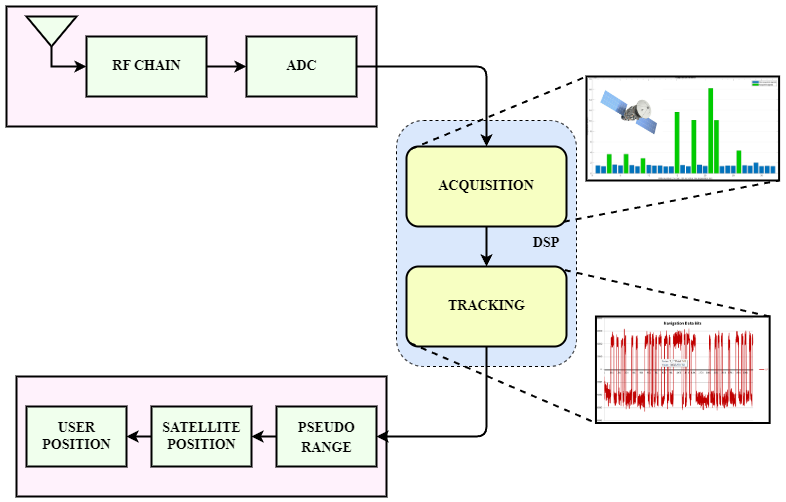 RF CHAIN
ADC
ACQUISITION
DSP
TRACKING
Navigation Data Bits
USER
POSITION
SATELLITE
POSITION
PSEUDO
RANGE